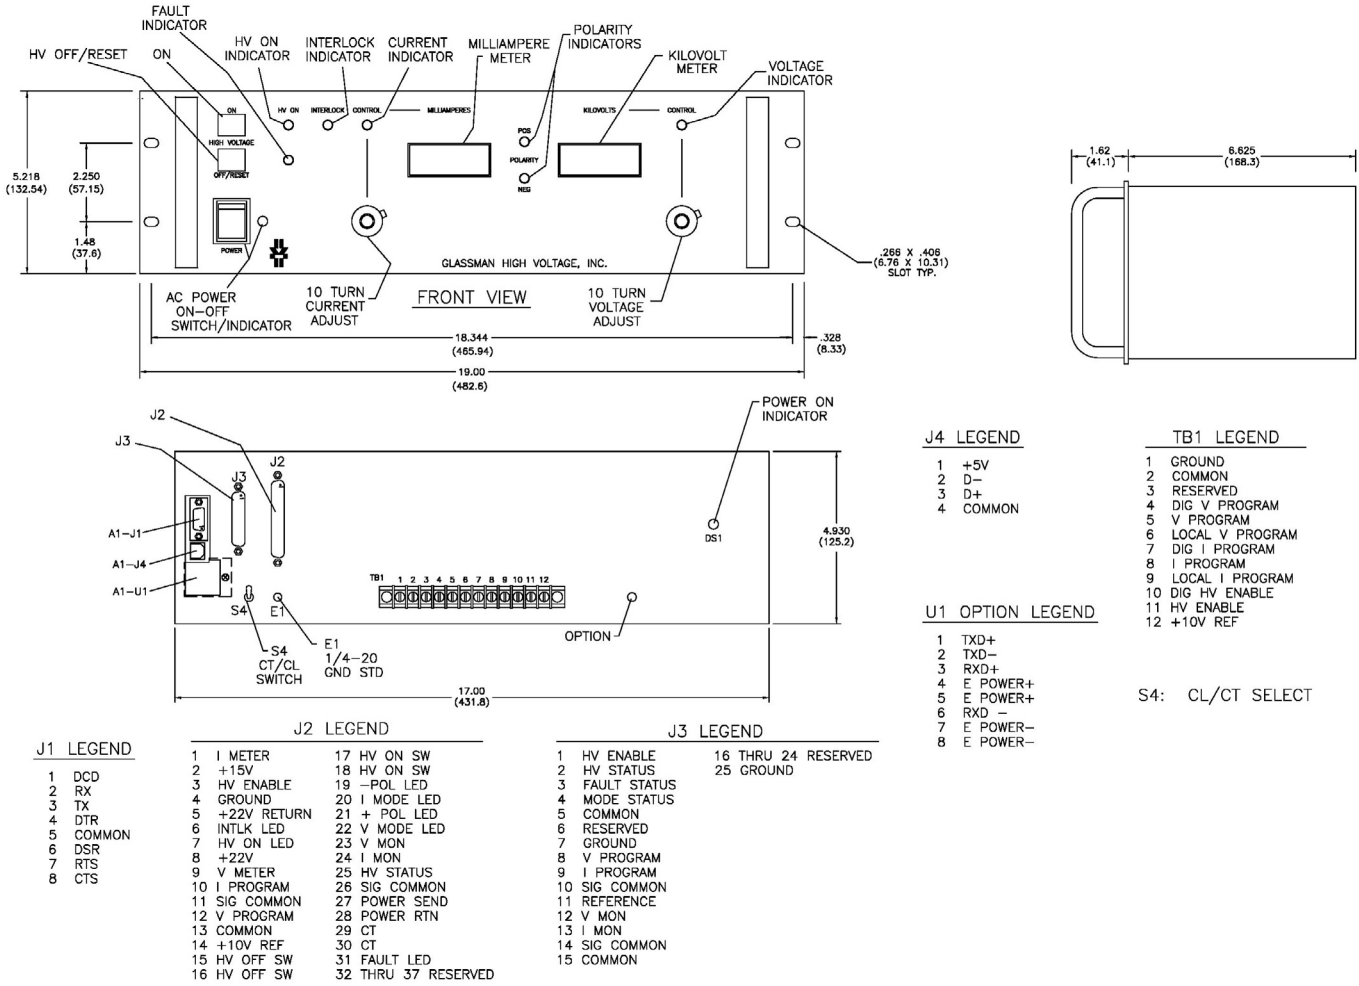 FAULT
INDICATOR
HV OFF/RESET
ON
HV ON
INDICATOR
INTERLOCK
INDICATOR
CURRENT
INDICATOR
MILLIAMPERE
METER
POLARITY
INDICATORS
KILOVOLT
METER
VOLTAGE
INDICATOR
ON
HIGH VOLTAGE
OFF/RESET
POWER
HV ON
INTERLOCK
CONTROL
MILLIAMPERES
POS
POLARITY
NEG
KILOVOLTS
CONTROL
GLASSMAN HIGH VOLTAGE, INC.
5.218
(132.54)
2.250
(57.15)
1.48
(37.6)
AC POWER
ON-OFF
SWITCH/INDICATOR
10 TURN
CURRENT
ADJUST
FRONT VIEW
10 TURN
VOLTAGE
ADJUST
.266 X .406
(6.76 X 10.31)
SLOT TYP.
18.344
(465.94)
.328
(8.33)
19.00
(482.6)
1.62
(41.1)
6.625
(168.3)
J2
J3
J3
J2
A1-J1
A1-J4
A1-U1
S4
E1
TB1 1 2 3 4 5 6 7 8 9 10 11 12
POWER ON
INDICATOR
DS1
4.930
(125.2)
OPTION
S4
CT/CL
SWITCH
E1
1/4-20
GND STD
17.00
(431.8)
J4 LEGEND
1 +5V
2 D-
3 D+
4 COMMON
TB1 LEGEND
1 GROUND
2 COMMON
3 RESERVED
4 DIG V PROGRAM
5 V PROGRAM
6 LOCAL V PROGRAM
7 DIG I PROGRAM
8 I PROGRAM
9 LOCAL I PROGRAM
10 DIG HV ENABLE
11 HV ENABLE
12 +10V REF
U1 OPTION LEGEND
1 TXD+
2 TXD-
3 RXD+
4 E POWER+
5 E POWER+
6 RXD -
7 E POWER-
8 E POWER-
S4: CL/CT SELECT
J1 LEGEND
1 DCD
2 RX
3 TX
4 DTR
5 COMMON
6 DSR
7 RTS
8 CTS
J2 LEGEND
1 I METER
2 +15V
3 HV ENABLE
4 GROUND
5 +22V RETURN
6 INTLK LED
7 HV ON LED
8 +22V
9 V METER
10 I PROGRAM
11 SIG COMMON
12 V PROGRAM
13 COMMON
14 +10V REF
15 HV OFF SW
16 HV OFF SW
17 HV ON SW
18 HV ON SW
19 -POL LED
20 I MODE LED
21 + POL LED
22 V MODE LED
23 V MON
24 I MON
25 HV STATUS
26 SIG COMMON
27 POWER SEND
28 POWER RTN
29 CT
30 CT
31 FAULT LED
32 THRU 37 RESERVED
J3 LEGEND
1 HV ENABLE
2 HV STATUS
3 FAULT STATUS
4 MODE STATUS
5 COMMON
6 RESERVED
7 GROUND
8 V PROGRAM
9 I PROGRAM
10 SIG COMMON
11 REFERENCE
12 V MON
13 I MON
14 SIG COMMON
15 COMMON
16 THRU 24 RESERVED
25 GROUND